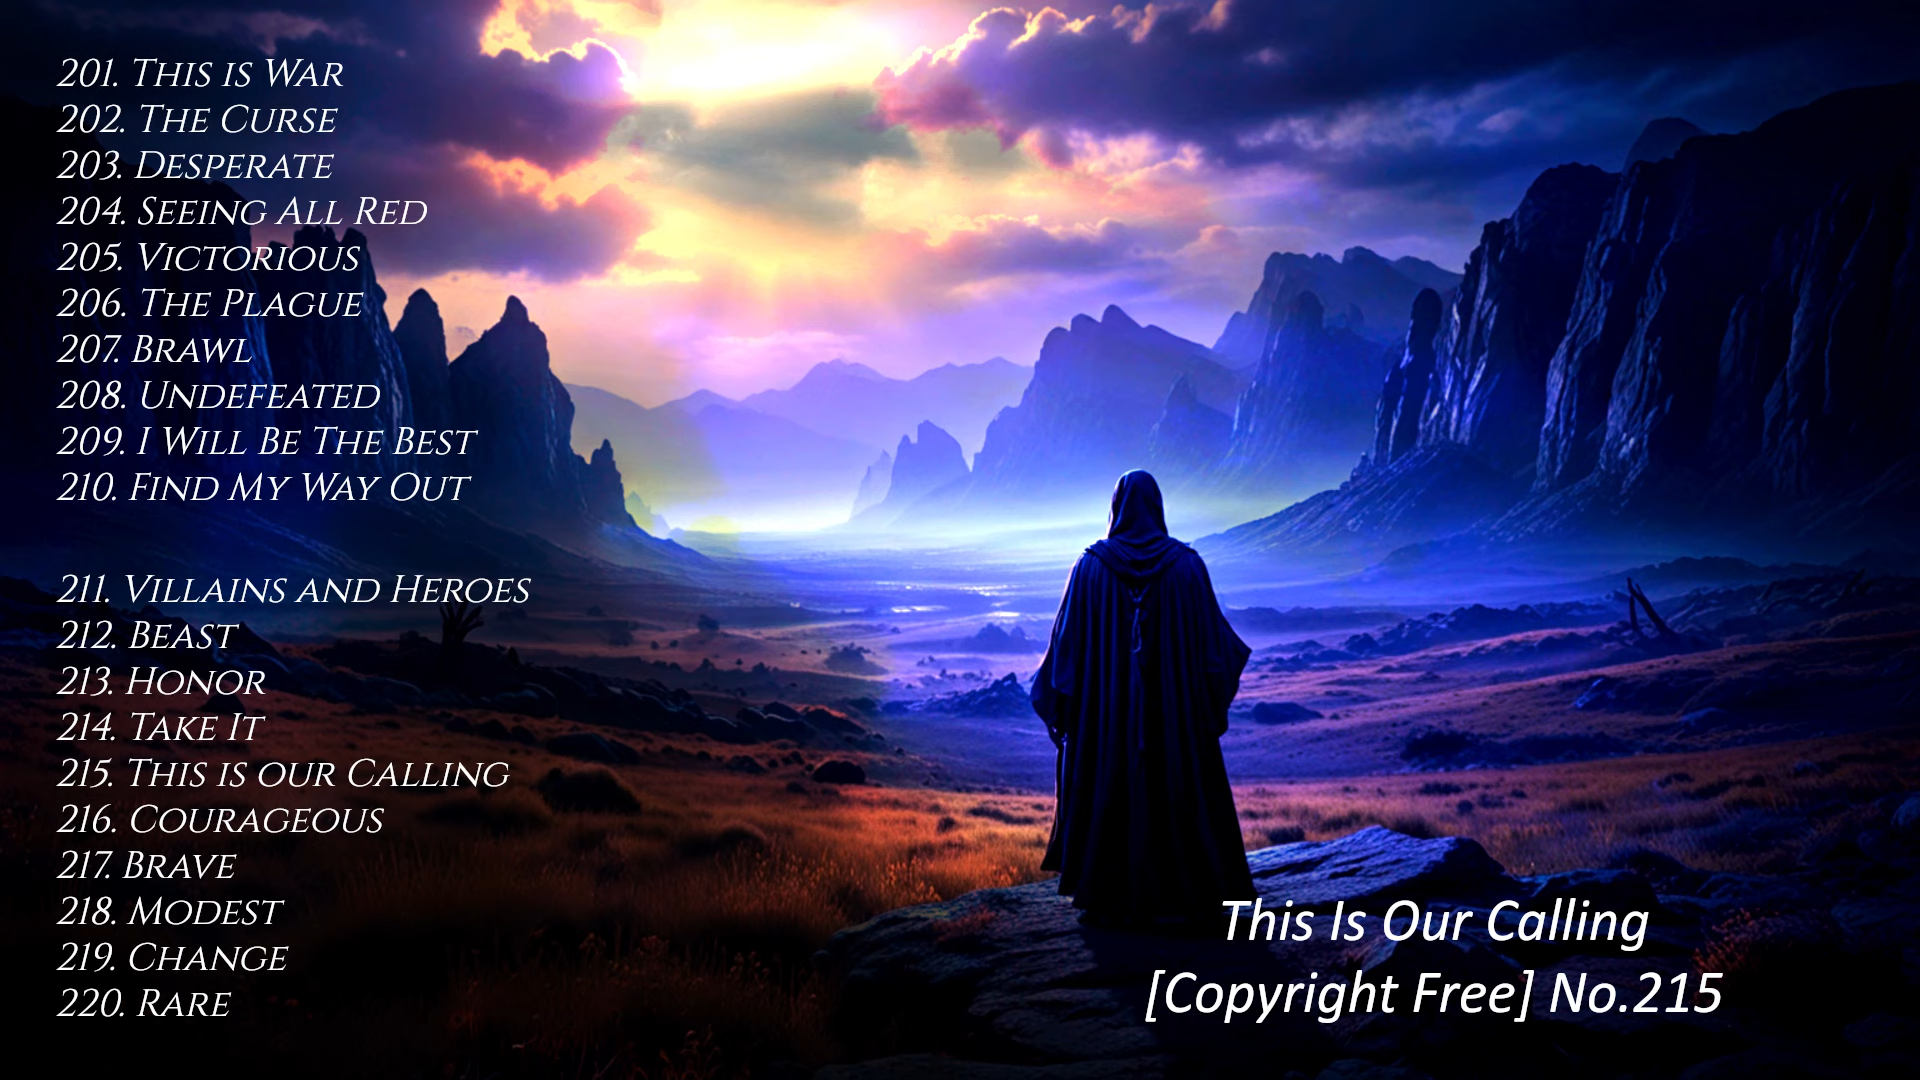 201. This is War
202. The Curse
203. Desperate
204. Seeing All Red
205. Victorious
206. The Plague
207. Brawl
208. Undefeated
209. I Will Be The Best
210. Find My Way Out
211. Villains and Heroes
212. Beast
213. Honor
214. Take It
215. This is our Calling
216. Courageous
217. Brave
218. Modest
219. Change
220. Rare
This Is Our Calling
[Copyright Free] No.215